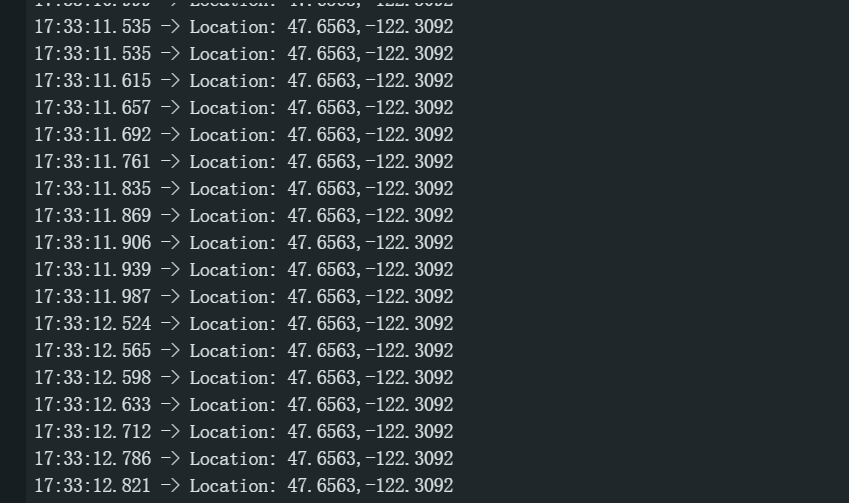 17:33:11.535 -> Location: 47.6563,-122.3092
17:33:11.535 -> Location: 47.6563,-122.3092
17:33:11.615 -> Location: 47.6563,-122.3092
17:33:11.657 -> Location: 47.6563,-122.3092
17:33:11.692 -> Location: 47.6563,-122.3092
17:33:11.761 -> Location: 47.6563,-122.3092
17:33:11.835 -> Location: 47.6563,-122.3092
17:33:11.869 -> Location: 47.6563,-122.3092
17:33:11.906 -> Location: 47.6563,-122.3092
17:33:11.939 -> Location: 47.6563,-122.3092
17:33:11.987 -> Location: 47.6563,-122.3092
17:33:12.524 -> Location: 47.6563,-122.3092
17:33:12.565 -> Location: 47.6563,-122.3092
17:33:12.598 -> Location: 47.6563,-122.3092
17:33:12.633 -> Location: 47.6563,-122.3092
17:33:12.712 -> Location: 47.6563,-122.3092
17:33:12.786 -> Location: 47.6563,-122.3092
17:33:12.821 -> Location: 47.6563,-122.3092